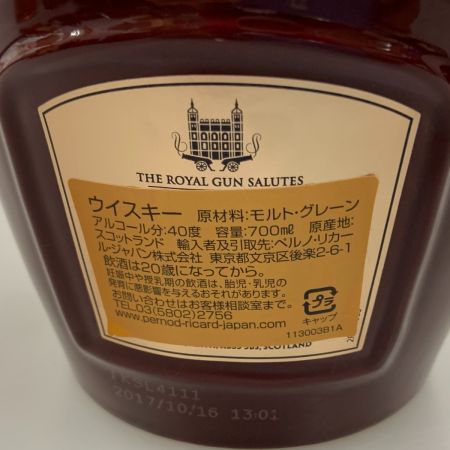 THE ROYAL GUN SALUTES
ウイスキー 原材料:モルト・グレーン
アルコール分:40度 容量:700㎖ 原産地:
スコットランド 輸入者及引取先:ペルノ・リカー
ル・ジャパン株式会社 東京都文京区後楽2-6-1
飲酒は20歳になってから。
妊娠中や授乳期の飲酒は、胎児・乳児の
発育に悪影響を与えるおそれがあります。
お問い合わせはお客様相談室まで。
TEL03(5802)2756
www.pernod-ricard-japan.com
プラ
キャップ
113003B1A
SCOTLAND
2017/10/16 13:01